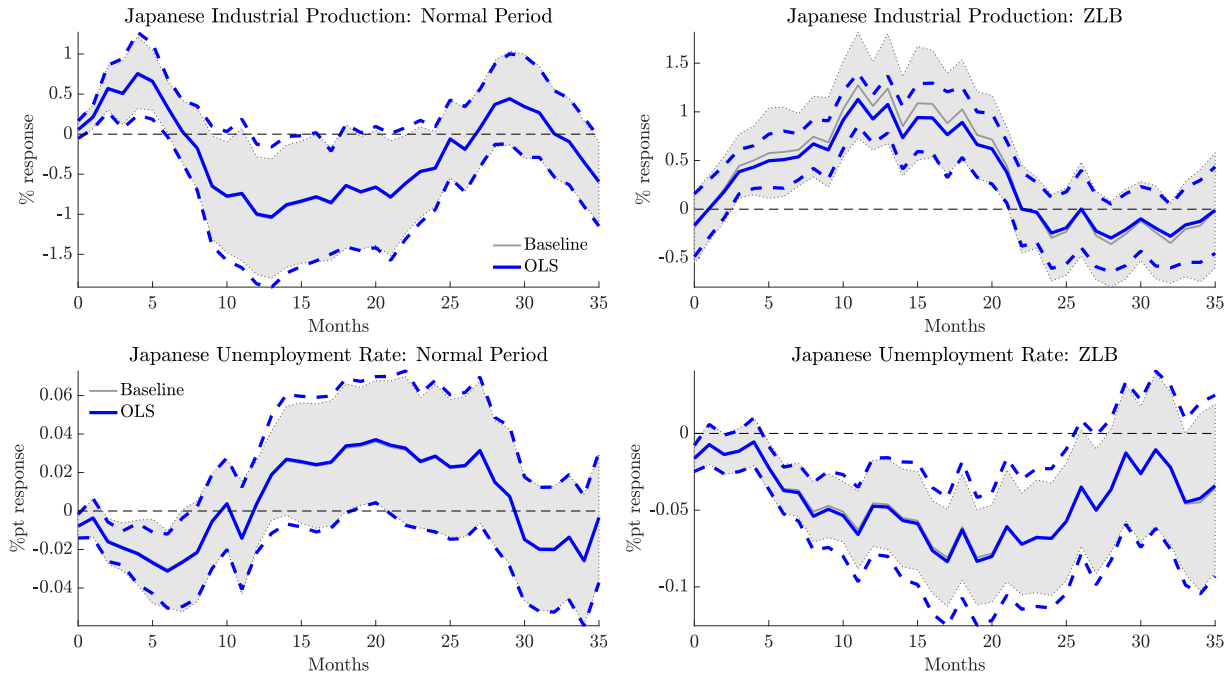 Japanese Industrial Production: Normal Period
1
0.5
0
-0.5
-1
-1.5
% response
0 5 10 15 20 25 30 35
Months
Baseline
OLS
Japanese Industrial Production: ZLB
1.5
1
0.5
0
-0.5
% response
0 5 10 15 20 25 30 35
Months
Japanese Unemployment Rate: Normal Period
0.06
0.04
0.02
0
-0.02
-0.04
%pt response
0 5 10 15 20 25 30 35
Months
Baseline
OLS
Japanese Unemployment Rate: ZLB
0
-0.05
-0.1
%pt response
0 5 10 15 20 25 30 35
Months